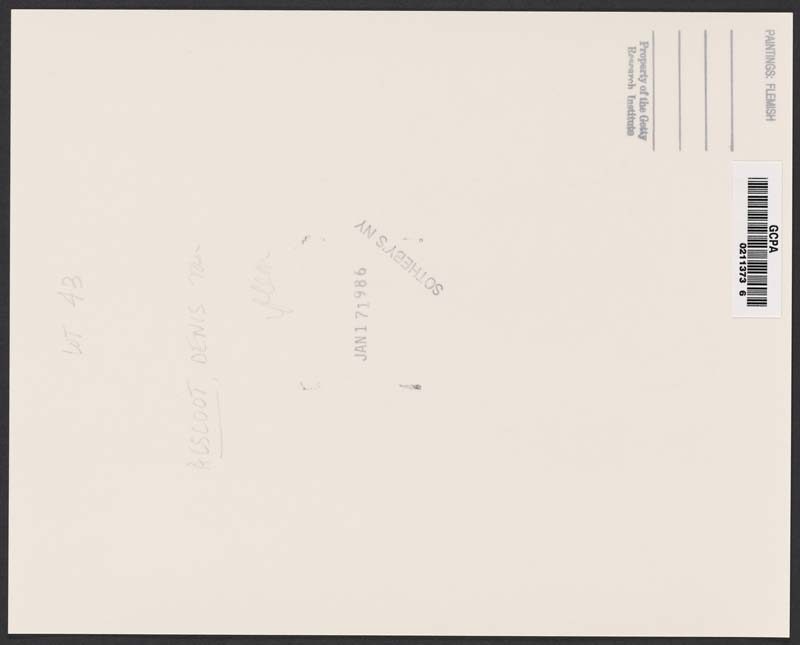 PAINTINGS: FLEMISH
Property of the Getty
Research Institute
GCPA
0211373 6
SOTHEBY'S NY
JAN 17 1986
LOT 43
ALSLOOT, DENIS van